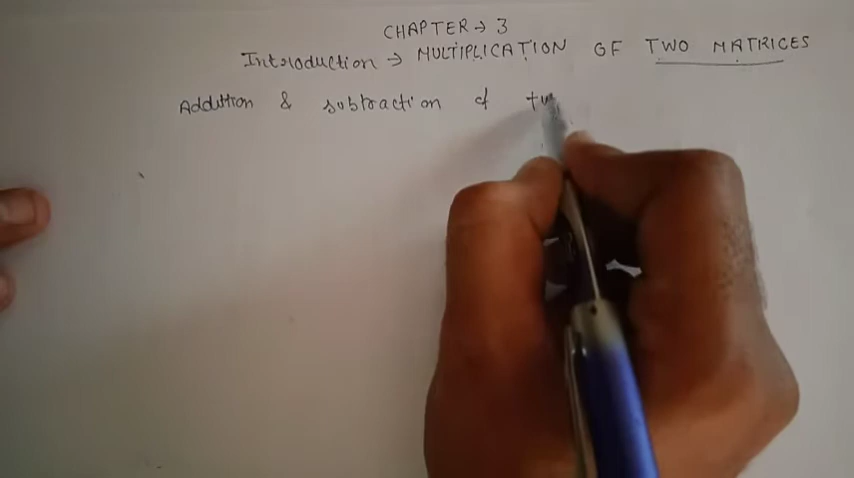 CHAPTER → 3
Introduction → MULTIPLICATION OF TWO MATRICES
Addition & subtraction of